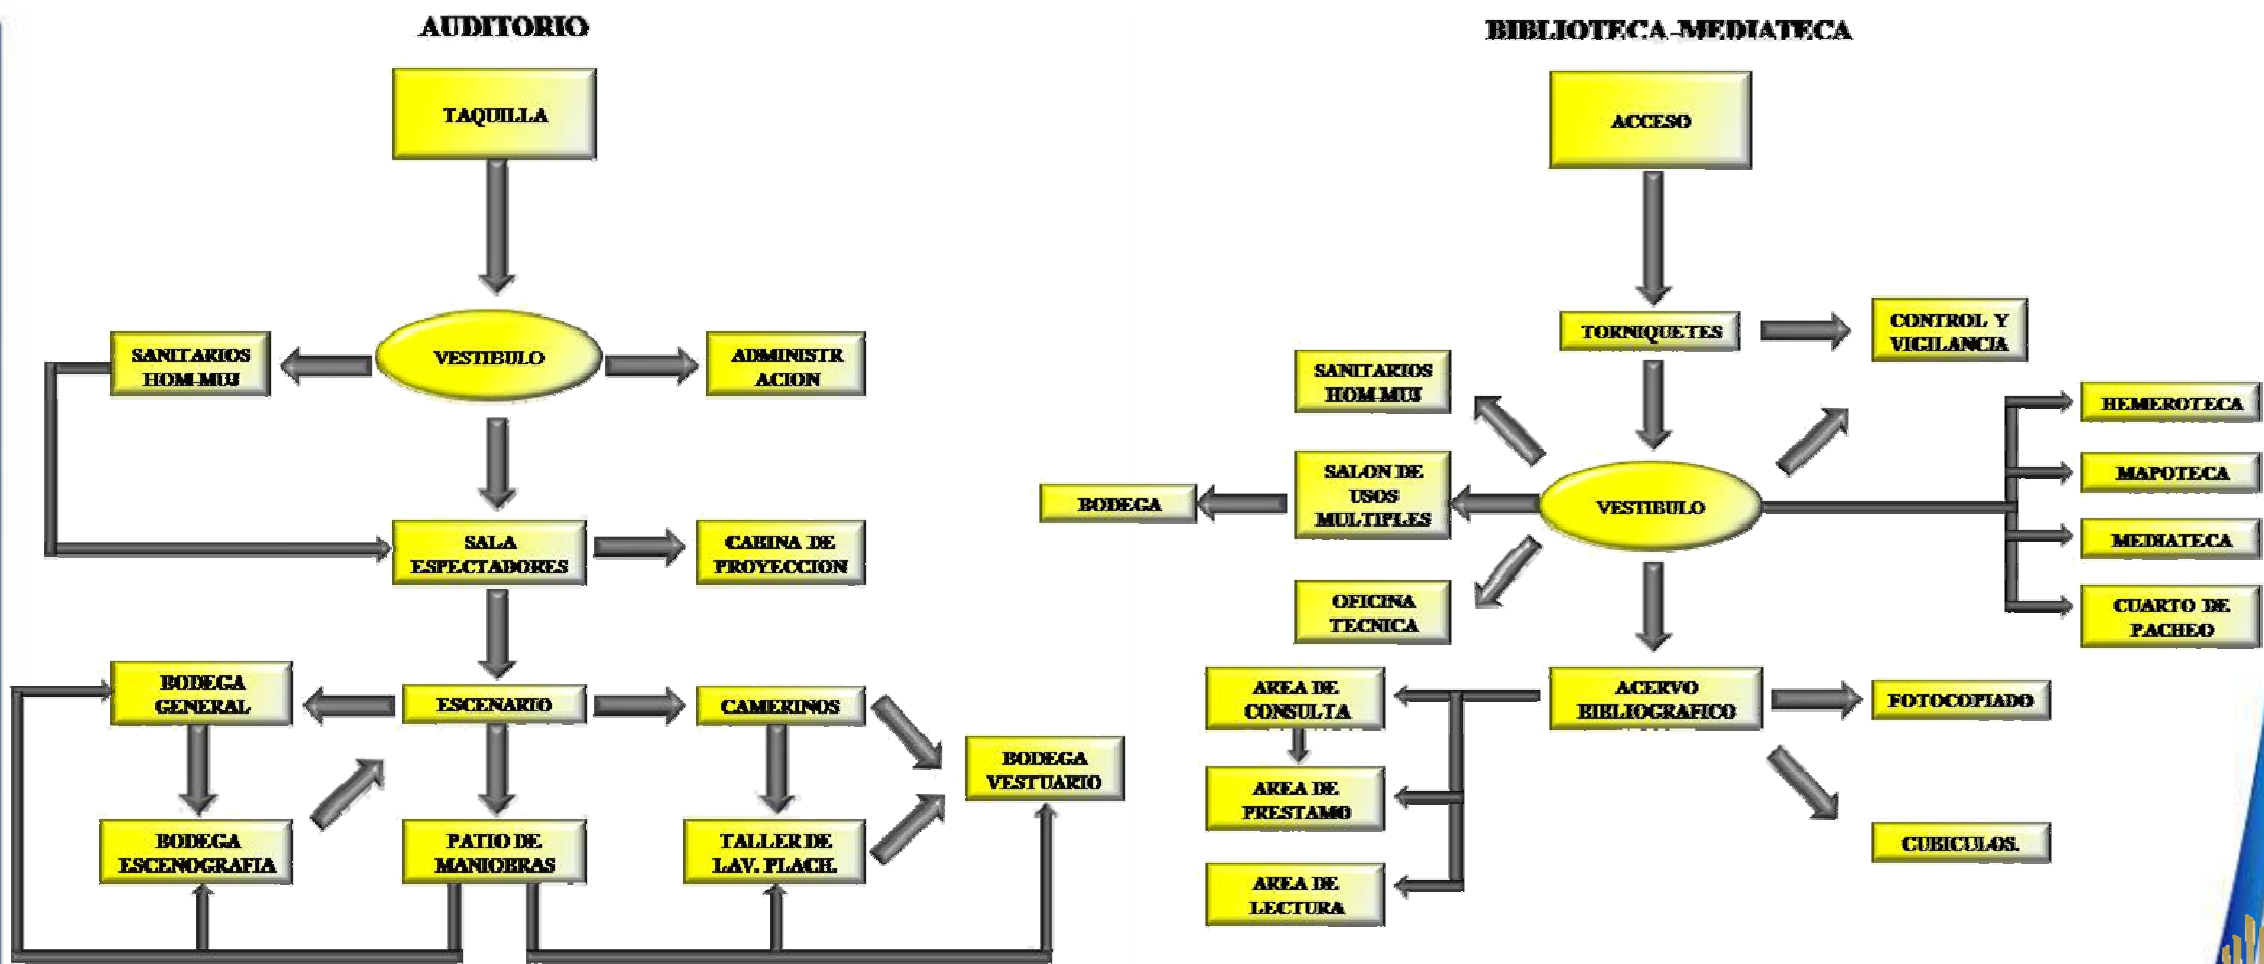 AUDITORIO
TAQUILLA
SANITARIOS
HOM-MUJ
VESTIBULO
ADMINISTR
ACION
SALA
ESPECTADORES
CABINA DE
PROYECCION
BODEGA
GENERAL
ESCENARIO
CAMERINOS
BODEGA
VESTUARIO
BODEGA
ESCENOGRAFIA
PATIO DE
MANIOBRAS
TALLER DE
LAV. PLACH.
BIBLIOTECA-MEDIATECA
ACCESO
TORNIQUETES
CONTROL Y
VIGILANCIA
SANITARIOS
HOM-MUJ
HEMEROTECA
SALON DE
USOS
MULTIPLES
BODEGA
VESTIBULO
MAPOTECA
MEDIATECA
OFICINA
TECNICA
CUARTO DE
PACHEO
AREA DE
CONSULTA
ACERVO
BIBLIOGRAFICO
FOTOCOPIADO
AREA DE
PRESTAMO
CUBICULOS.
AREA DE
LECTURA